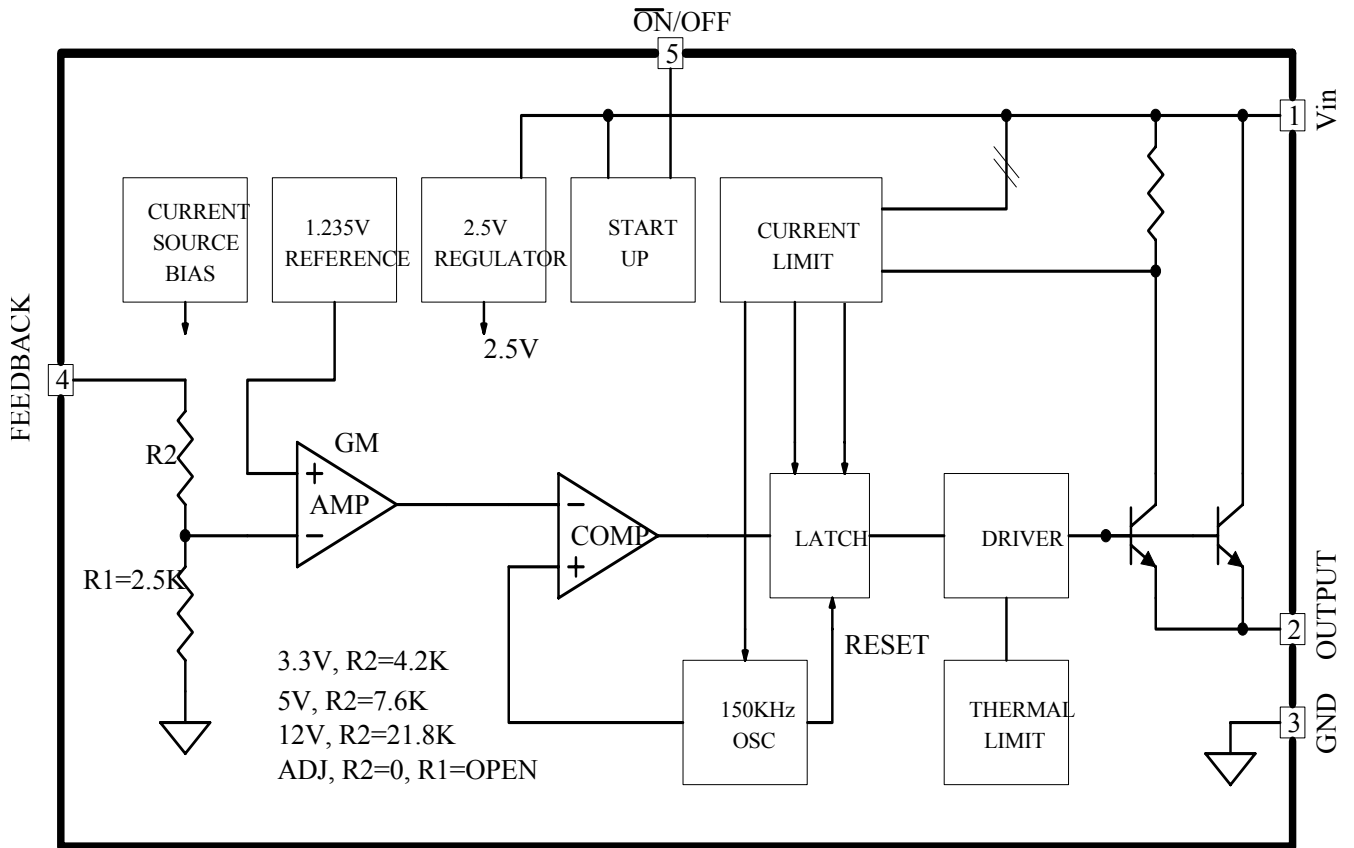 ON/OFF
5
1
Vin
CURRENT
SOURCE
BIAS
1.235V
REFERENCE
2.5V
REGULATOR
START
UP
CURRENT
LIMIT
2.5V
FEEDBACK
4
R2
R1=2.5K
GM
+
AMP
−
−
COMP
+
LATCH
DRIVER
2
OUTPUT
RESET
150KHz
OSC
THERMAL
LIMIT
3
GND
3.3V, R2=4.2K
5V, R2=7.6K
12V, R2=21.8K
ADJ, R2=0, R1=OPEN